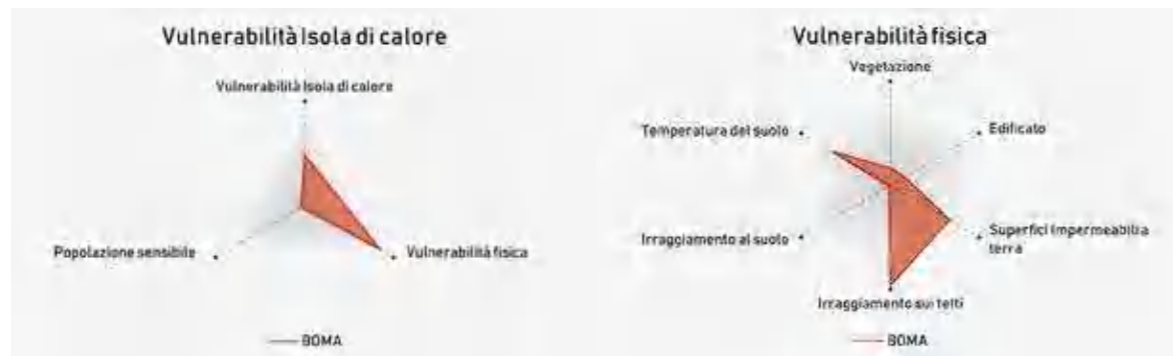 Vulnerabilità Isola di calore
Vulnerabilità Isola di calore
Popolazione sensibile
Vulnerabilità fisica
BOMA
Vulnerabilità fisica
Vegetazione
Temperatura del suolo
Edificato
Irraggiamento al suolo
Superfici impermeabili a
terra
Irraggiamento sui tetti
BOMA